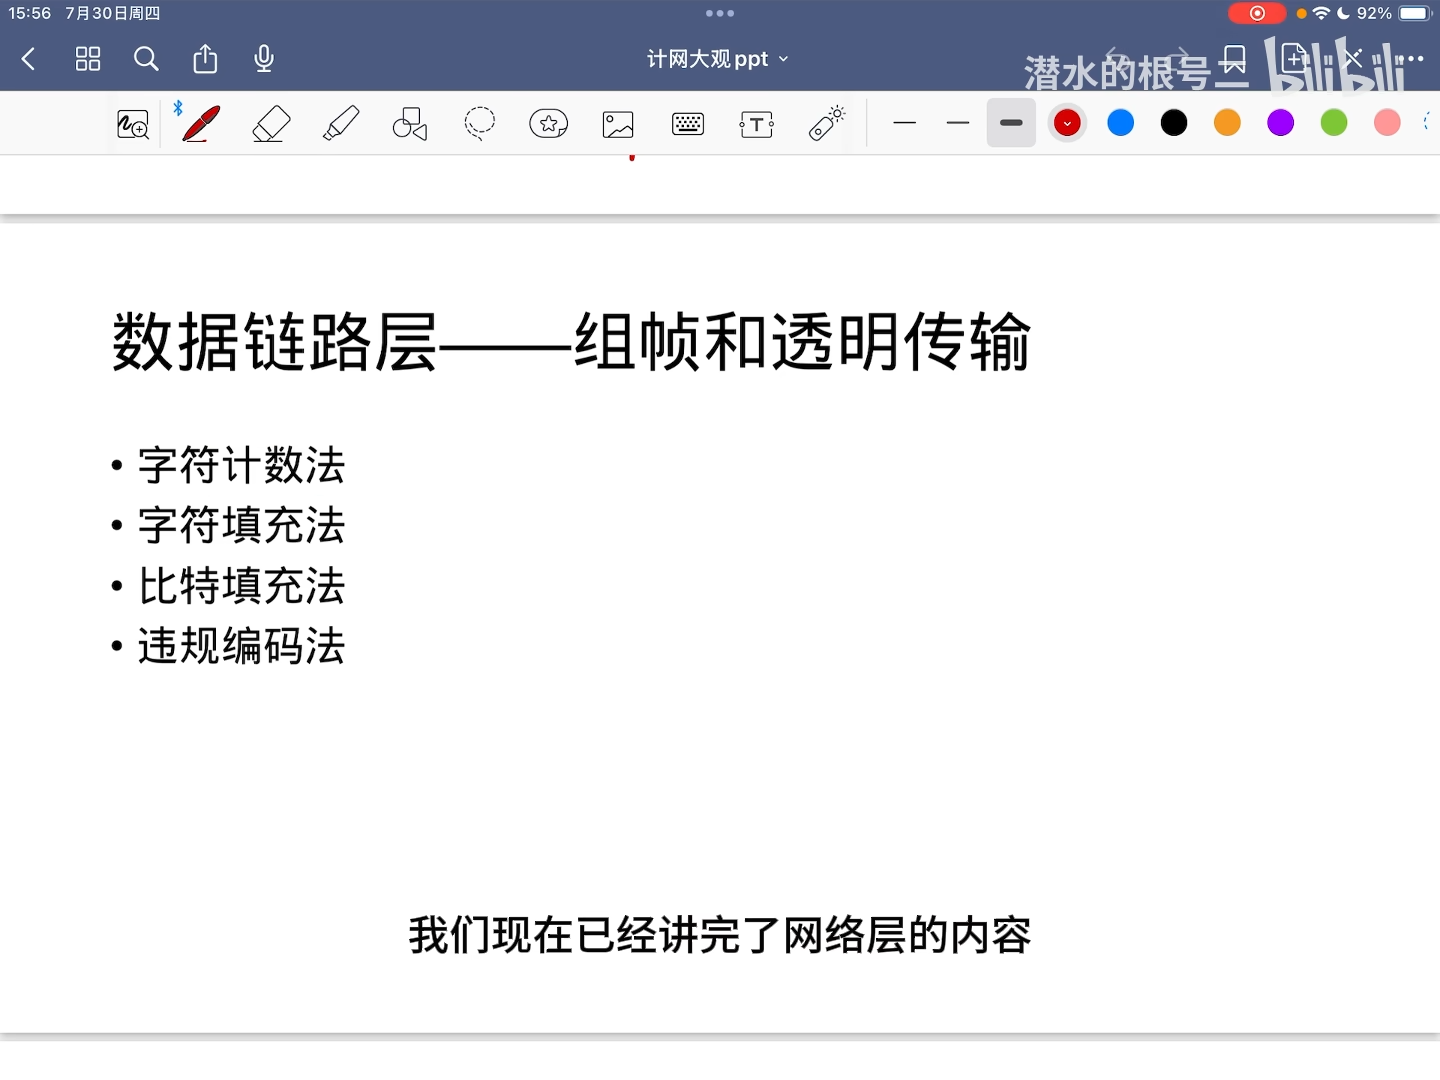 15:56 7月30日周四
92%
计网大观ppt
潜水的根号二 bilibili
数据链路层——组帧和透明传输
• 字符计数法
• 字符填充法
• 比特填充法
• 违规编码法
我们现在已经讲完了网络层的内容